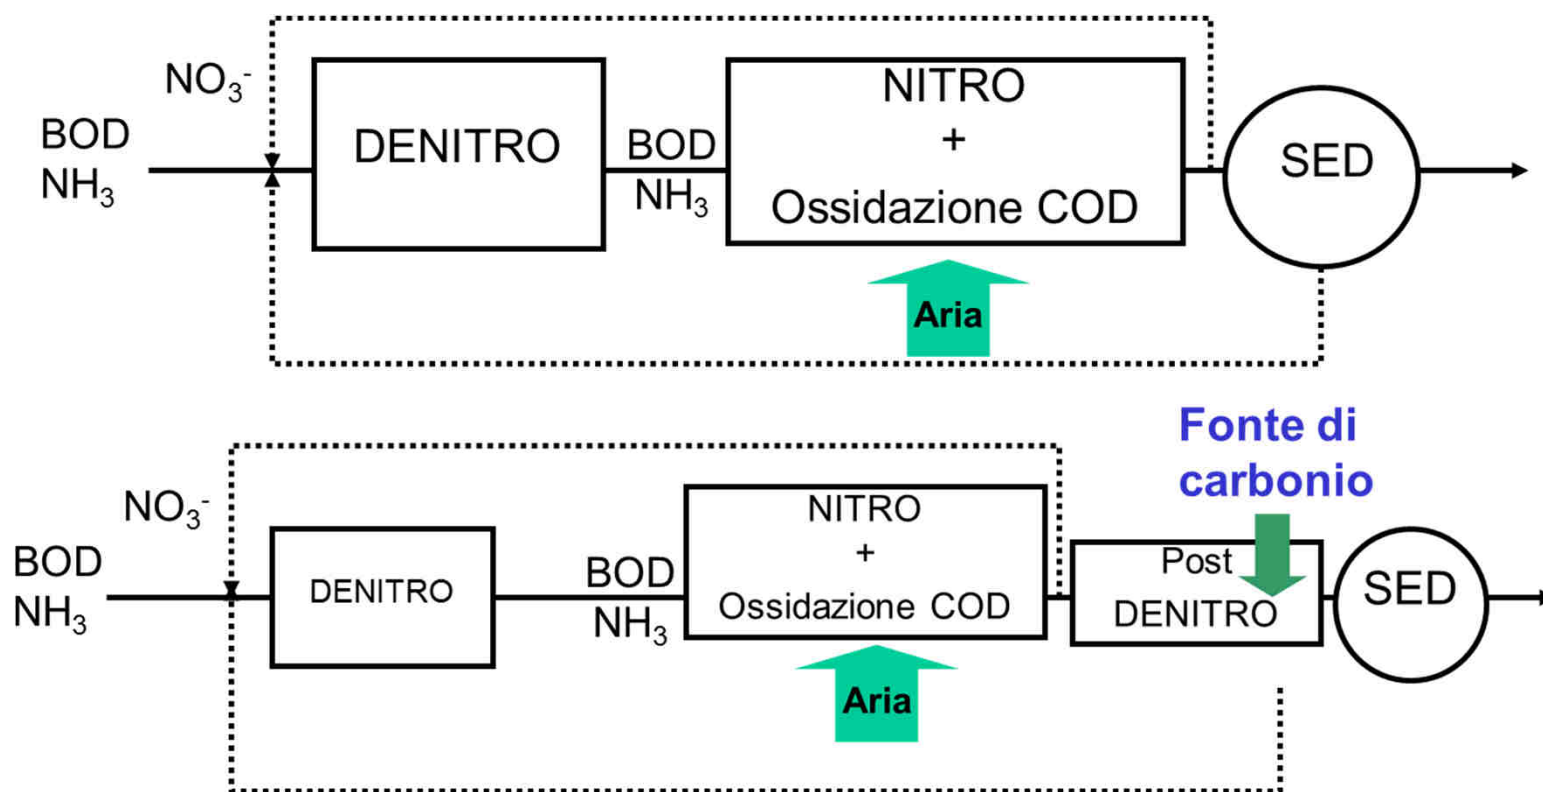 NO₃⁻
BOD
NH₃
DENITRO
BOD
NH₃
NITRO
+
Ossidazione COD
SED
Aria
Fonte di
carbonio
NO₃⁻
BOD
NH₃
DENITRO
BOD
NH₃
NITRO
+
Ossidazione COD
Post
DENITRO
SED
Aria